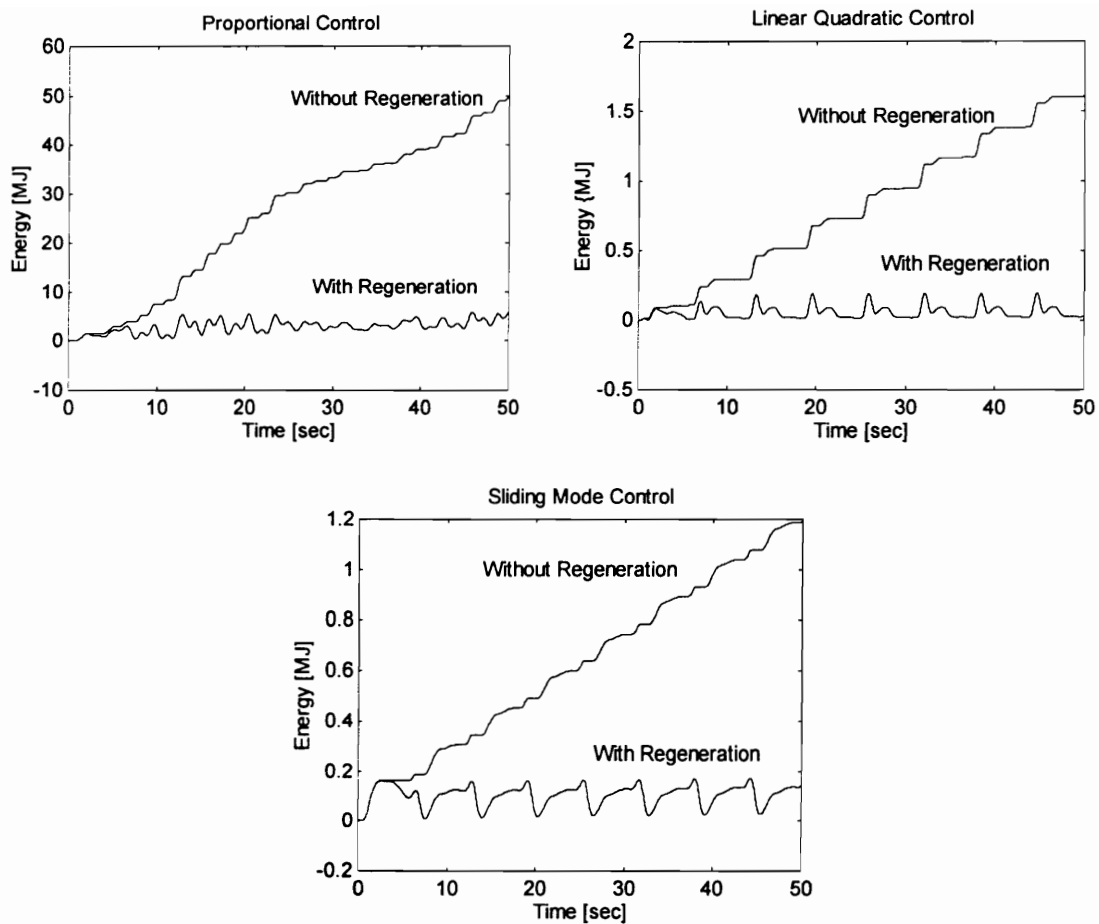 Proportional Control
60
50
40
30
20
10
0
-10
Energy [MJ]
Without Regeneration
With Regeneration
0
10
20
30
40
50
Time [sec]
Linear Quadratic Control
2
1.5
1
0.5
0
-0.5
Energy {MJ]
Without Regeneration
With Regeneration
0
10
20
30
40
50
Time [sec]
Sliding Mode Control
1.2
1
0.8
0.6
0.4
0.2
0
-0.2
Energy [MJ]
Without Regeneration
With Regeneration
0
10
20
30
40
50
Time [sec]